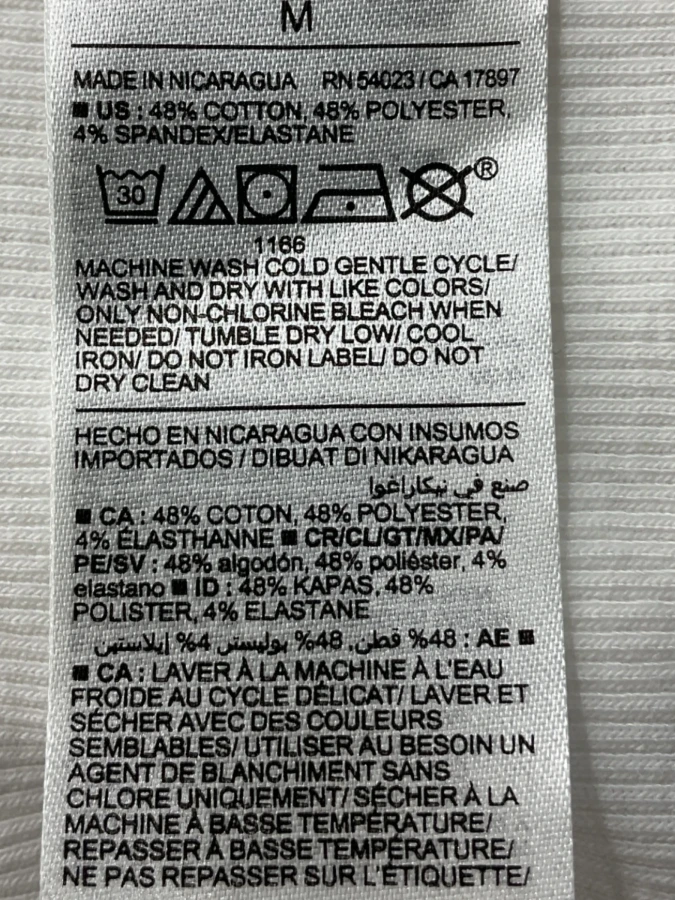 M
MADE IN NICARAGUA RN 54023 / CA 17897
■ US : 48% COTTON, 48% POLYESTER,
4% SPANDEX/ELASTANE
30 ®
1166
MACHINE WASH COLD GENTLE CYCLE/
WASH AND DRY WITH LIKE COLORS/
ONLY NON-CHLORINE BLEACH WHEN
NEEDED/ TUMBLE DRY LOW/ COOL
IRON/ DO NOT IRON LABEL/ DO NOT
DRY CLEAN
HECHO EN NICARAGUA CON INSUMOS
IMPORTADOS / DIBUAT DI NIKARAGUA
صنع في نيكاراغوا
■ CA : 48% COTON, 48% POLYESTER,
4% ÉLASTHANNE ■ CR/CL/GT/MX/PA/
PE/SV : 48% algodón, 48% poliéster, 4%
elastano ■ ID : 48% KAPAS, 48%
POLISTER, 4% ELASTANE
■ AE : 48% قطن, 48% بوليستر, 4% إيلاستين
■ CA : LAVER À LA MACHINE À L'EAU
FROIDE AU CYCLE DÉLICAT/ LAVER ET
SÉCHER AVEC DES COULEURS
SEMBLABLES/ UTILISER AU BESOIN UN
AGENT DE BLANCHIMENT SANS
CHLORE UNIQUEMENT/ SÉCHER À LA
MACHINE À BASSE TEMPÉRATURE/
REPASSER À BASSE TEMPÉRATURE/
NE PAS REPASSER SUR L'ÉTIQUETTE/